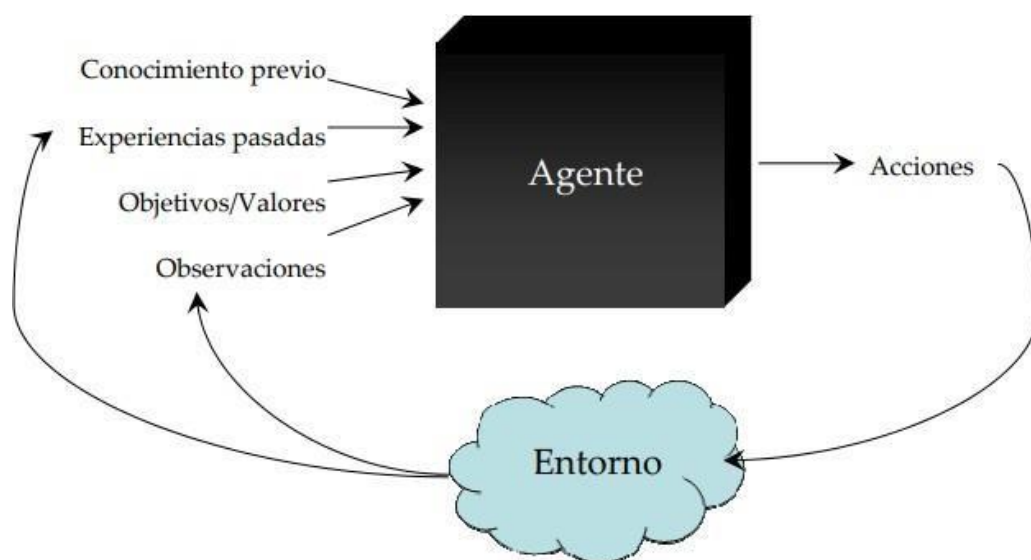 Conocimiento previo
Experiencias pasadas
Objetivos/Valores
Observaciones
Agente
Acciones
Entorno